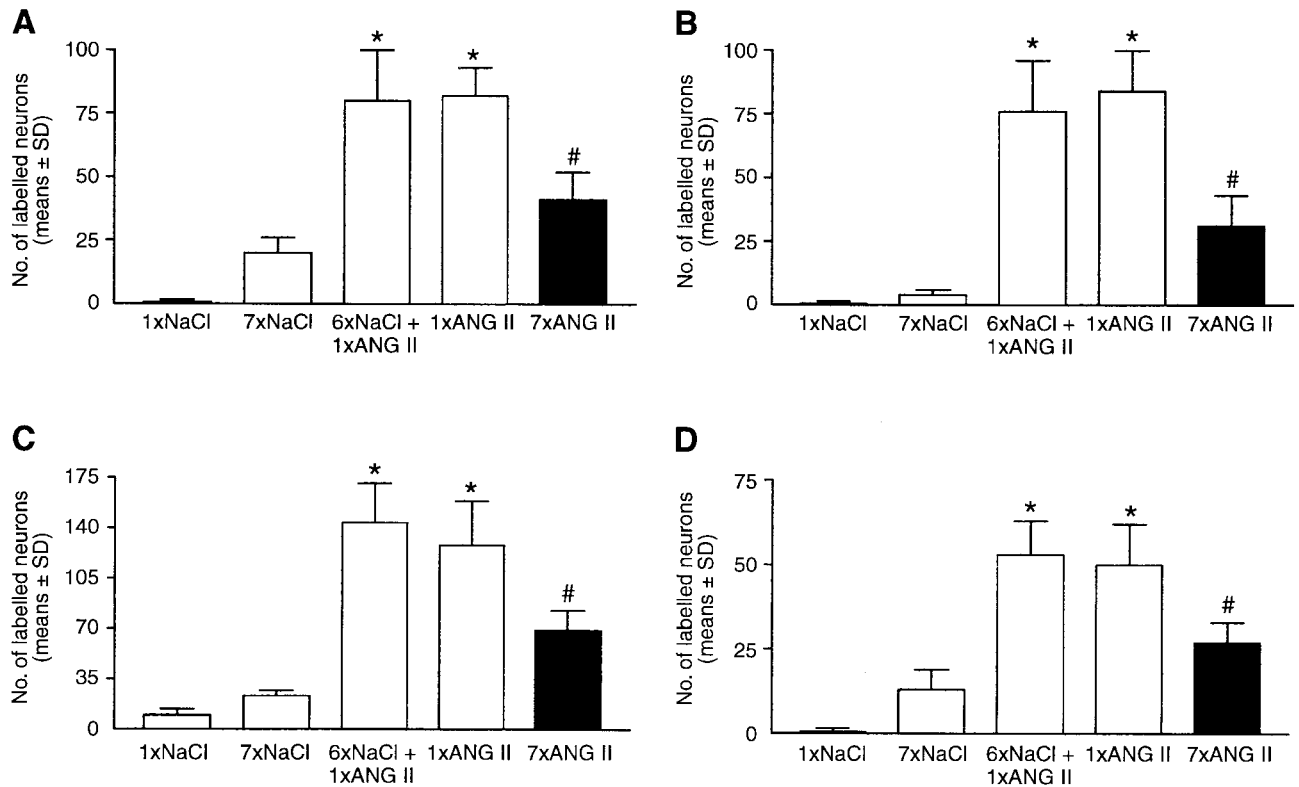 A
No. of labelled neurons
(means ± SD)
100
75
50
25
0
*
*
#
1xNaCl 7xNaCl 6xNaCl + 1xANG II 7xANG II
1xANG II
B
No. of labelled neurons
(means ± SD)
100
75
50
25
0
*
*
#
1xNaCl 7xNaCl 6xNaCl + 1xANG II 7xANG II
1xANG II
C
No. of labelled neurons
(means ± SD)
175
140
105
70
35
0
*
*
#
1xNaCl 7xNaCl 6xNaCl + 1xANG II 7xANG II
1xANG II
D
No. of labelled neurons
(means ± SD)
75
50
25
0
*
*
#
1xNaCl 7xNaCl 6xNaCl + 1xANG II 7xANG II
1xANG II